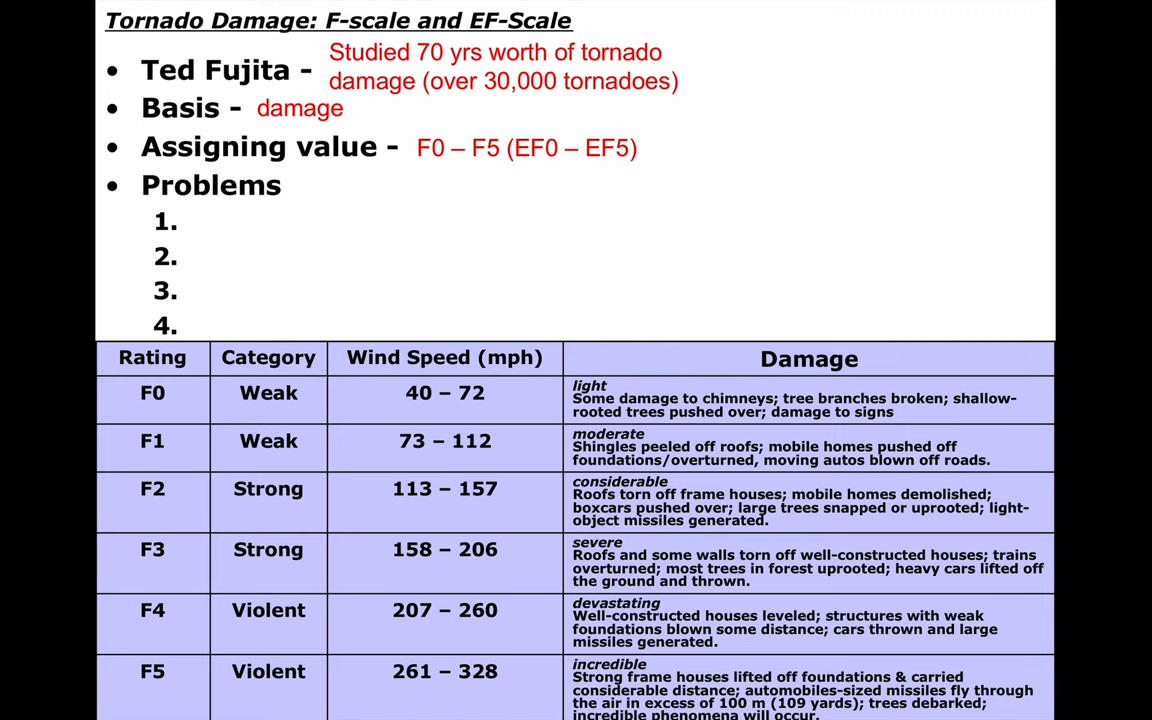 Tornado Damage: F-scale and EF-Scale
• Ted Fujita - Studied 70 yrs worth of tornado
damage (over 30,000 tornadoes)
• Basis - damage
• Assigning value - F0 – F5 (EF0 – EF5)
• Problems
1.
2.
3.
4.
Rating Category Wind Speed (mph) Damage
F0 Weak 40 – 72 light
Some damage to chimneys; tree branches broken; shallow-
rooted trees pushed over; damage to signs
F1 Weak 73 – 112 moderate
Shingles peeled off roofs; mobile homes pushed off
foundations/overturned, moving autos blown off roads.
F2 Strong 113 – 157 considerable
Roofs torn off frame houses; mobile homes demolished;
boxcars pushed over; large trees snapped or uprooted; light-
object missiles generated.
F3 Strong 158 – 206 severe
Roofs and some walls torn off well-constructed houses; trains
overturned; most trees in forest uprooted; heavy cars lifted off
the ground and thrown.
F4 Violent 207 – 260 devastating
Well-constructed houses leveled; structures with weak
foundations blown some distance; cars thrown and large
missiles generated.
F5 Violent 261 – 328 incredible
Strong frame houses lifted off foundations & carried
considerable distance; automobiles-sized missiles fly through
the air in excess of 100 m (109 yards); trees debarked;
incredible phenomena will occur.